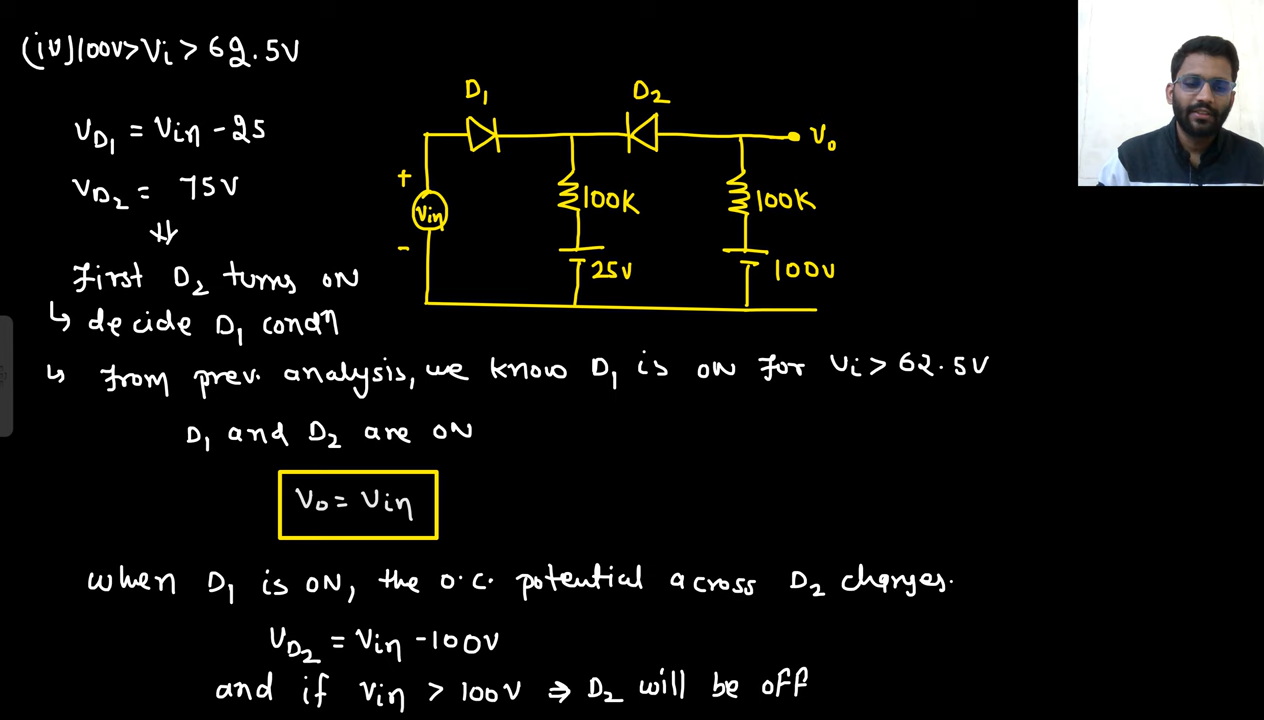 (iv) 100V > Vi > 62.5V
VD1 = Vin - 25
VD2 = 75V
⇓
First D2 turns ON
↳ decide D1 condn
↳ From prev. analysis, we know D1 is ON for Vi > 62.5V
D1 and D2 are ON
Vo = Vin
When D1 is ON, the o.c. potential across D2 charges.
VD2 = Vin - 100V
and if Vin > 100V ⇒ D2 will be off
D1
D2
Vo
+
Vin
-
100K
100K
25V
100V